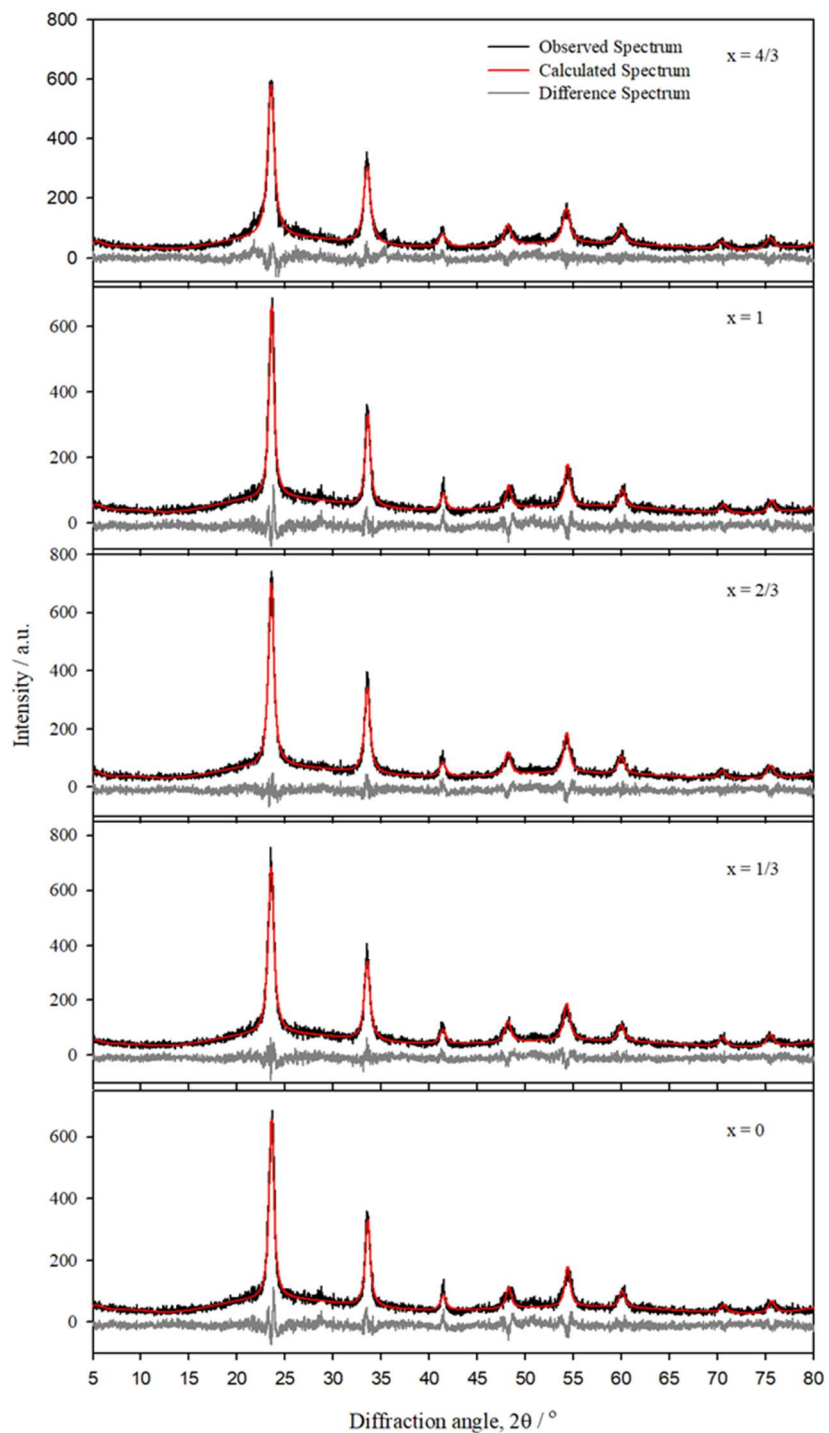 800
Observed Spectrum
x = 4/3
Calculated Spectrum
600
Difference Spectrum
400
200
0
x = 1
600
400
200
0
800
x = 2/3
600
400
200
0
Intensity / a.u.
800
x = 1/3
600
400
200
0
x = 0
600
400
200
0
5 10 15 20 25 30 35 40 45 50 55 60 65 70 75 80
Diffraction angle, 2θ / °